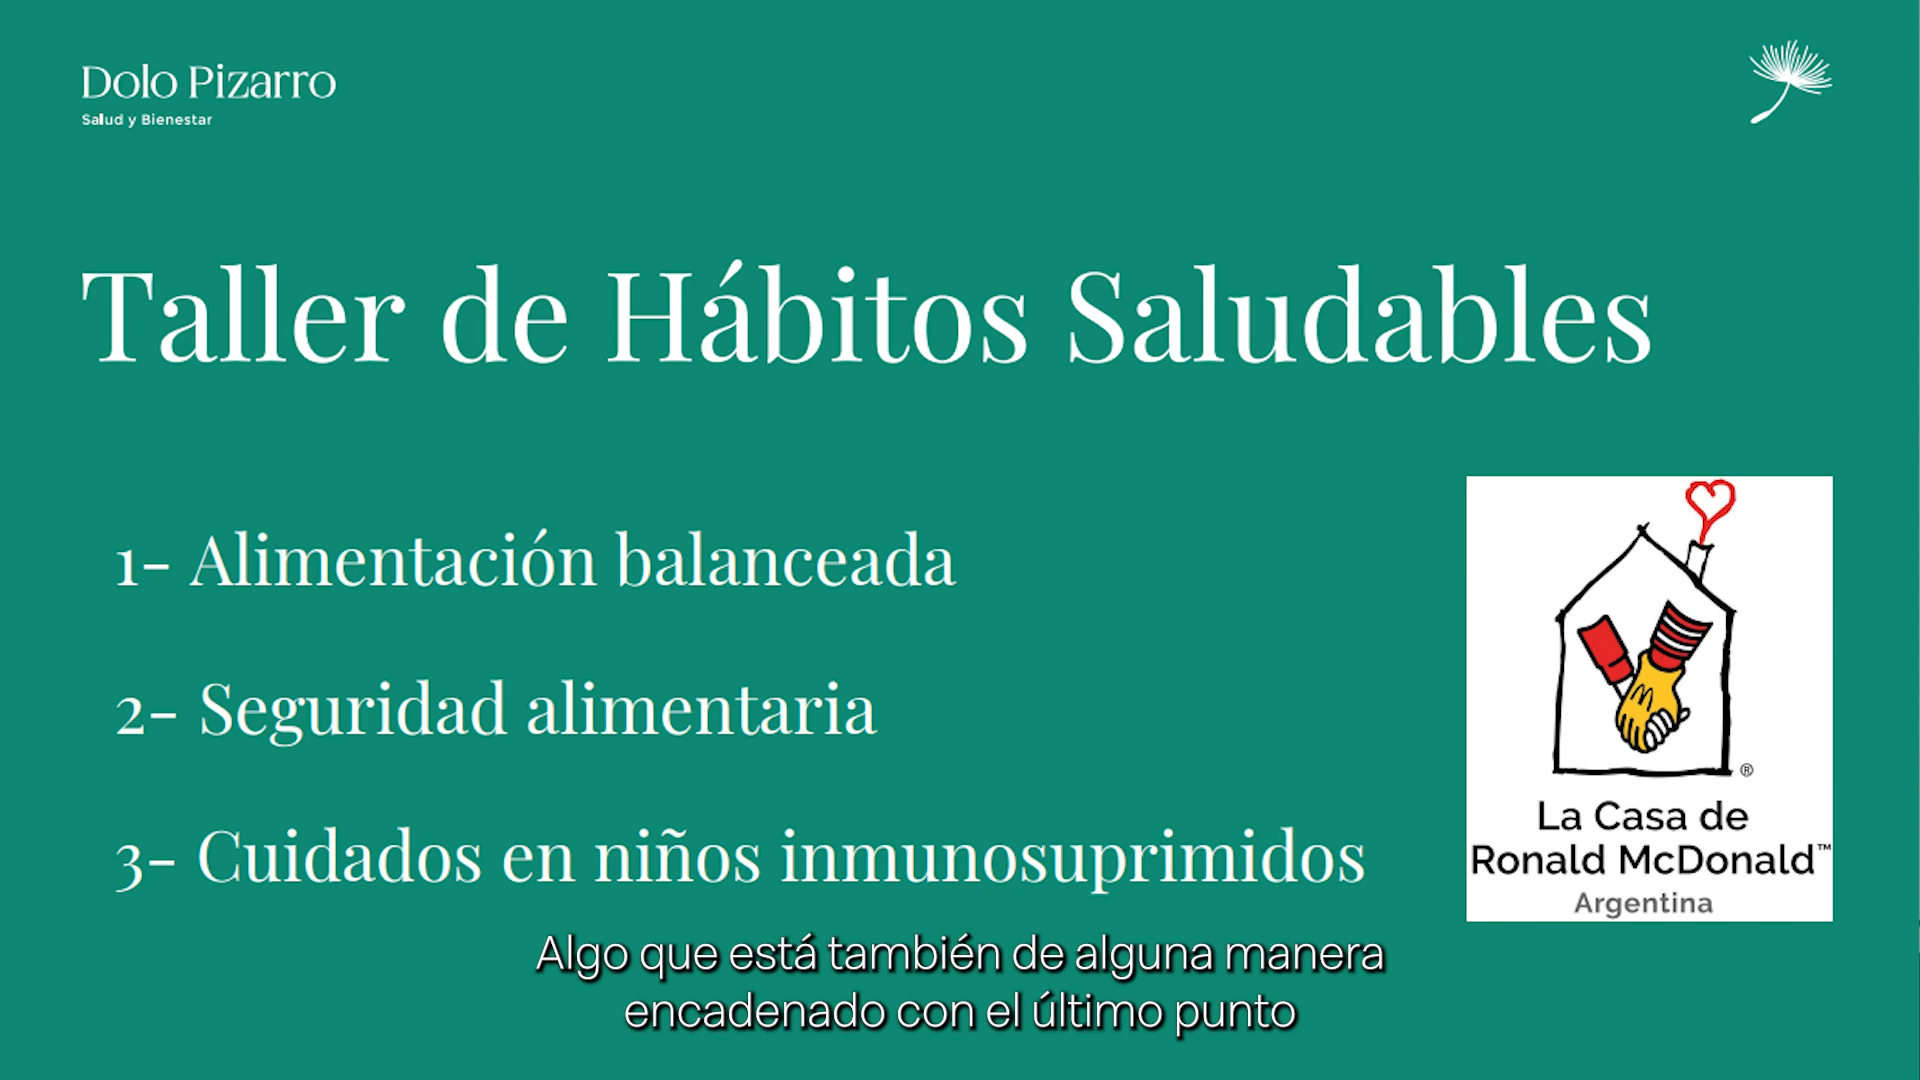 Dolo Pizarro
Salud y Bienestar
Taller de Hábitos Saludables
1- Alimentación balanceada
2- Seguridad alimentaria
3- Cuidados en niños inmunosuprimidos
®
La Casa de
Ronald McDonald™
Argentina
Algo que está también de alguna manera
encadenado con el último punto